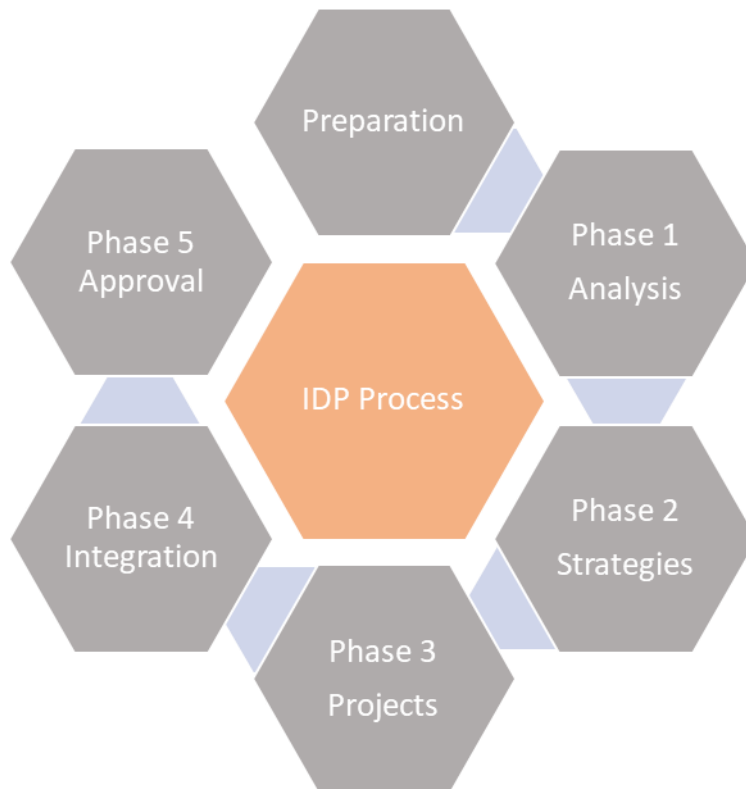 Preparation
Phase 1
Analysis
Phase 2
Strategies
Phase 3
Projects
Phase 4
Integration
Phase 5
Approval
IDP Process